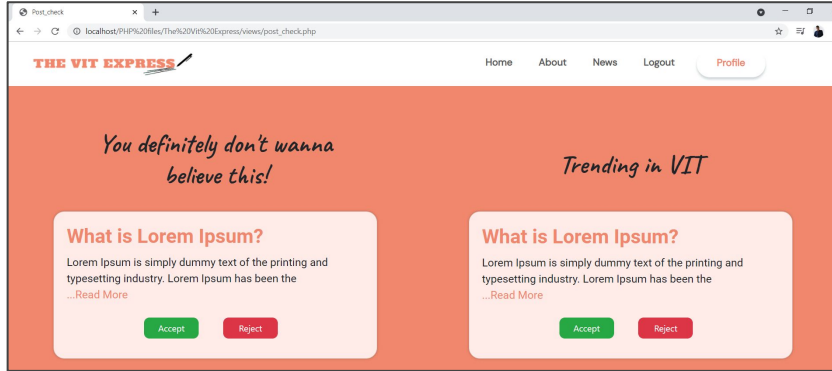 Post_check
localhost/PHP%20files/The%20Vit%20Express/views/post_check.php
THE VIT EXPRESS
Home About News Logout Profile
You definitely don't wanna
believe this!
What is Lorem Ipsum?
Lorem Ipsum is simply dummy text of the printing and
typesetting industry. Lorem Ipsum has been the
...Read More
Accept Reject
Trending in VIT
What is Lorem Ipsum?
Lorem Ipsum is simply dummy text of the printing and
typesetting industry. Lorem Ipsum has been the
...Read More
Accept Reject